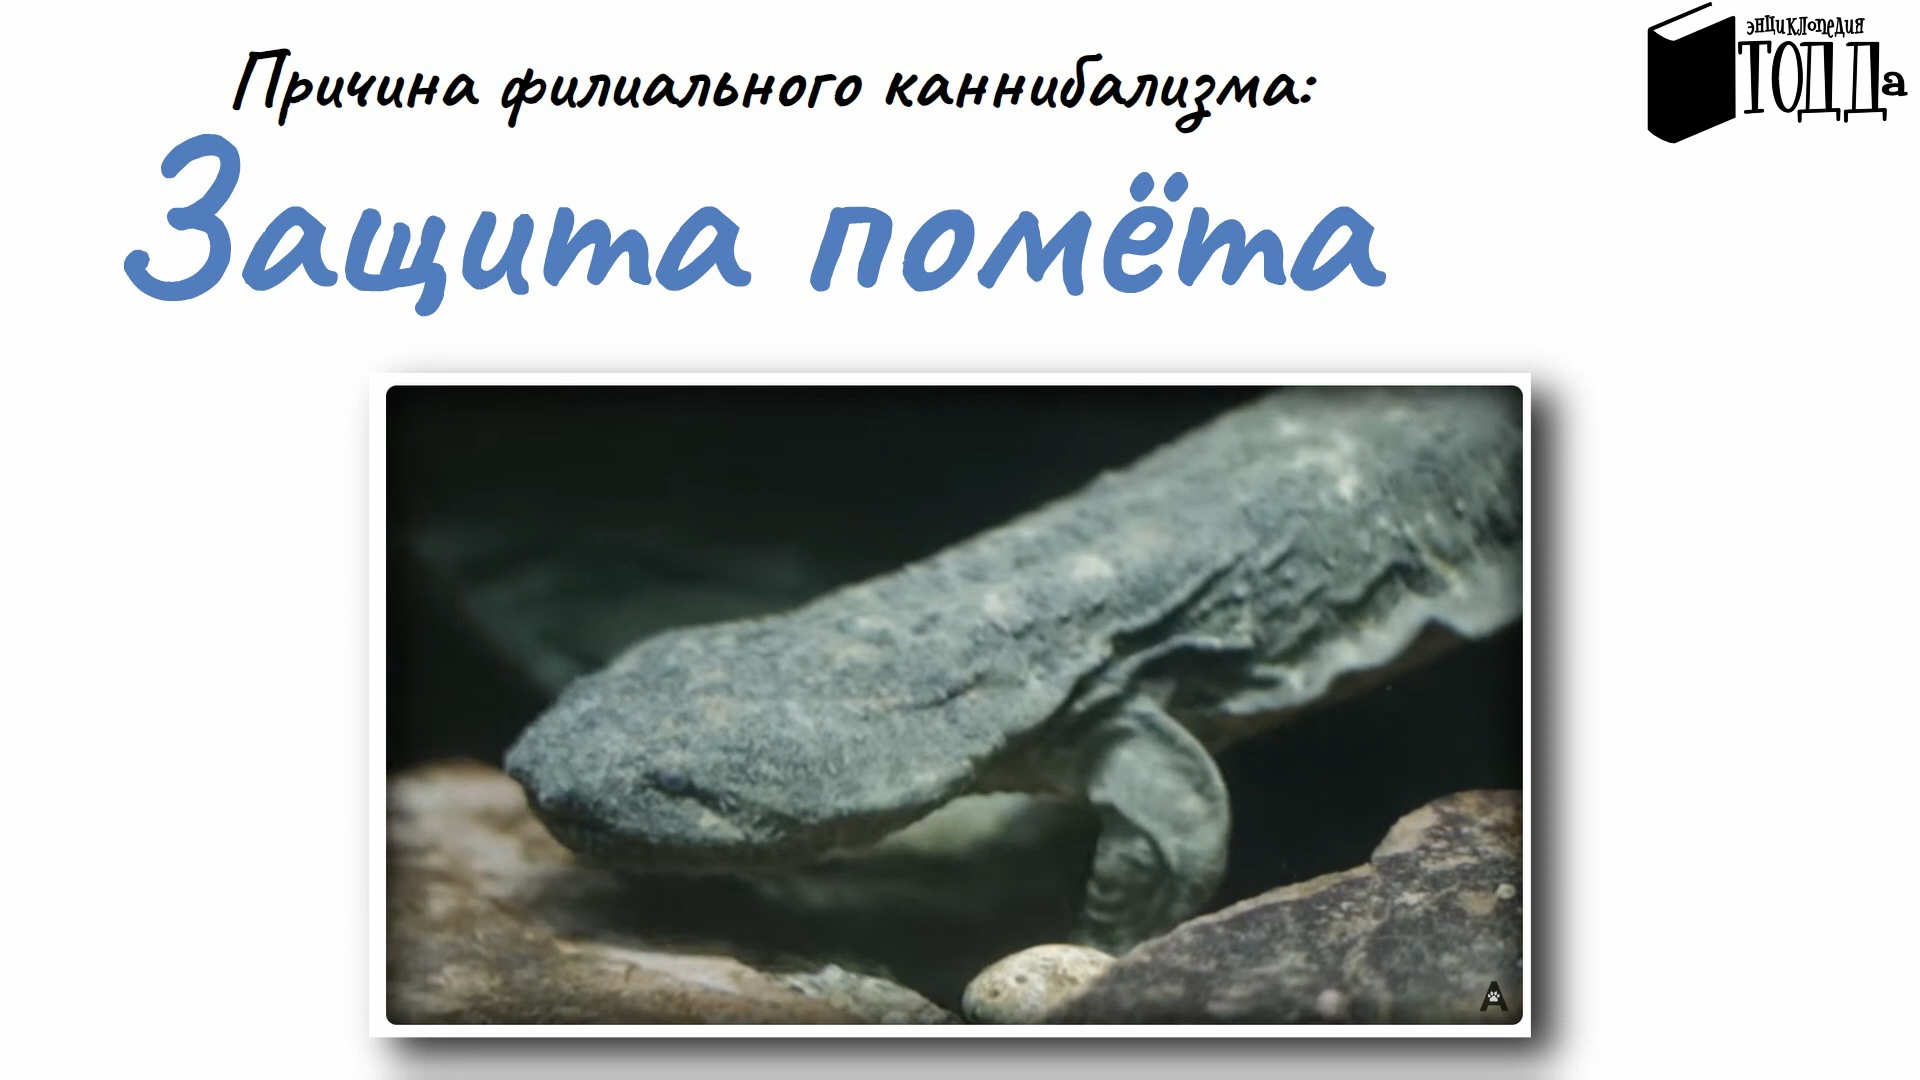 Причина филиального каннибализма:
Защита помёта
энциклопедия
ТОДДа
A